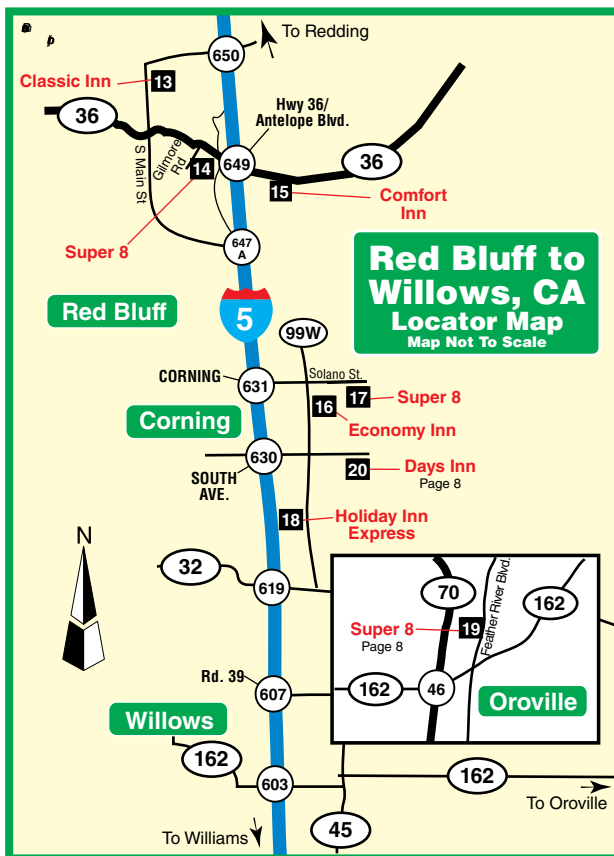 To Redding
650
Classic Inn
13
36
Hwy 36/
Antelope Blvd.
S Main St
Gilmore
Rd
14
649
36
15
Comfort
Inn
Super 8
647
A
Red Bluff to
Willows, CA
Locator Map
Map Not To Scale
Red Bluff
5
99W
CORNING
631
Solano St.
17
Super 8
16
Corning
Economy Inn
630
20
Days Inn
Page 8
SOUTH
AVE.
18
Holiday Inn
Express
N
32
619
70
Feather River Blvd.
162
Super 8
19
Page 8
Rd. 39
607
162
46
Oroville
Willows
162
603
162
To Oroville
To Williams
45